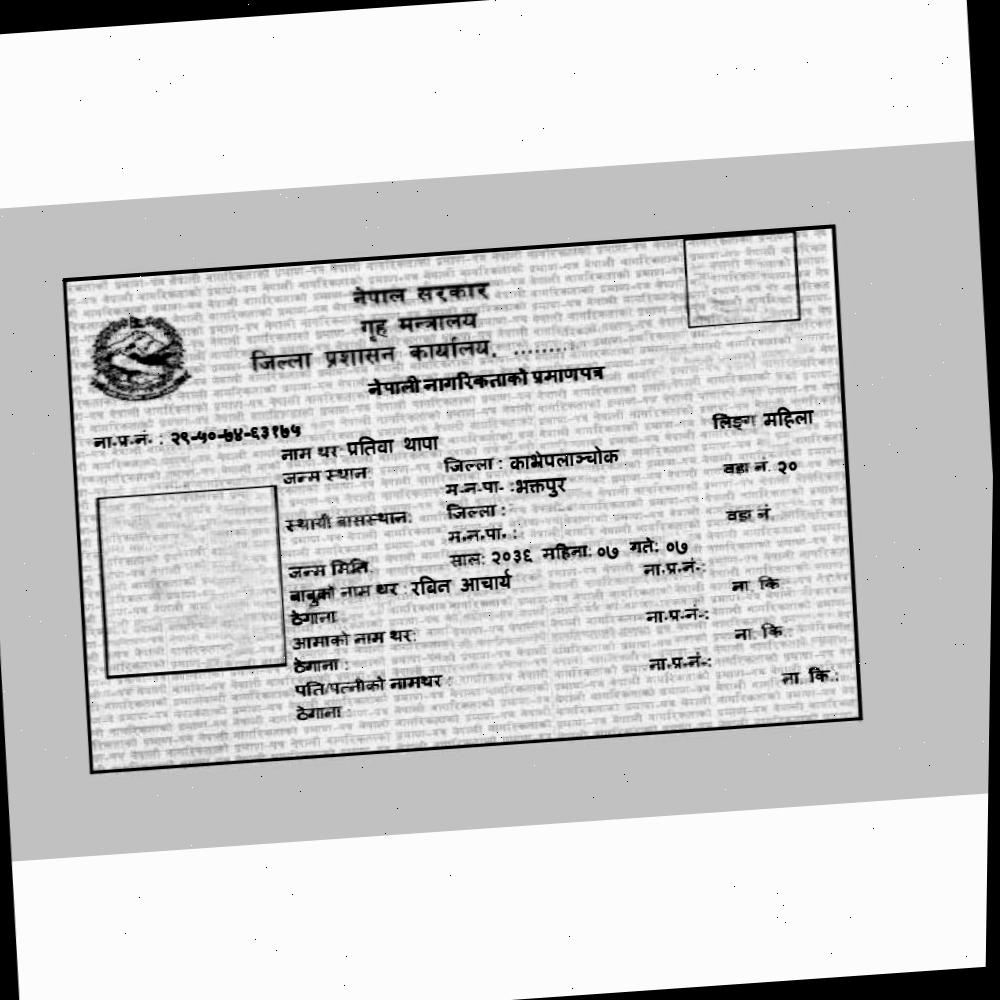 नेपाल सरकार
गृह मन्त्रालय
जिल्ला प्रशासन कार्यालय, ........
नेपाली नागरिकताको प्रमाणपत्र
ना.प्र.नं. : २९-५०-७४-६३१७५
लिङ्ग महिला
नाम थर प्रतिवा थापा
जन्म स्थान: जिल्ला : काभ्रेपलाञ्चोक वडा नं. २०
म.न.पा. : भक्तपुर
स्थायी बासस्थान: जिल्ला : वडा नं.
म.न.पा. :
जन्म मिति: साल: २०३६ महिना: ०७ गते: ०७
बाबुको नाम थर : रबिन आचार्य ना.प्र.नं.:
ठेगाना ना. कि.:
आमाको नाम थर: ना.प्र.नं.:
ठेगाना : ना. कि.:
पति/पत्नीको नामथर : ना.प्र.नं.:
ठेगाना : ना. कि.: